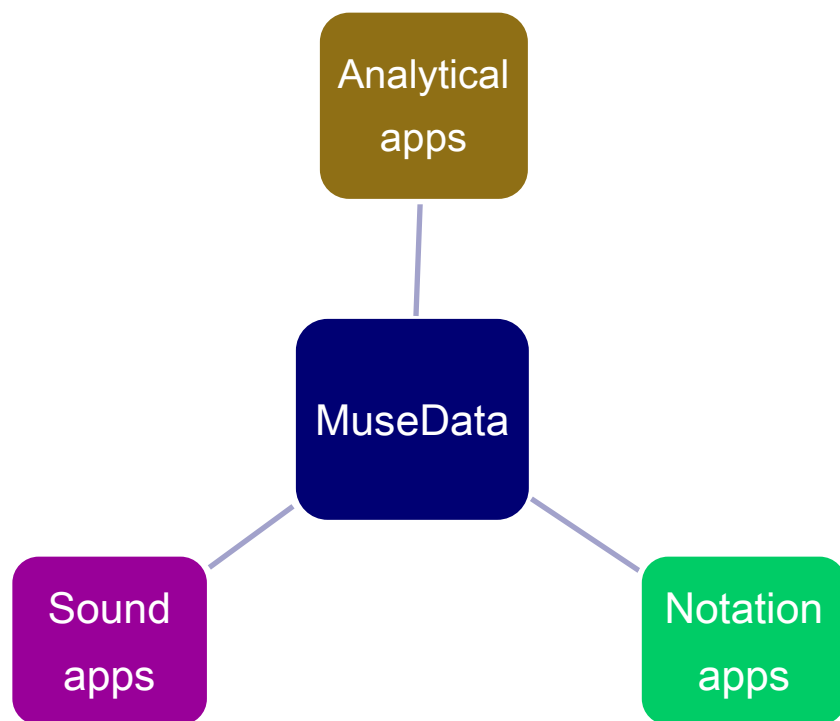 Analytical
apps
MuseData
Sound
apps
Notation
apps